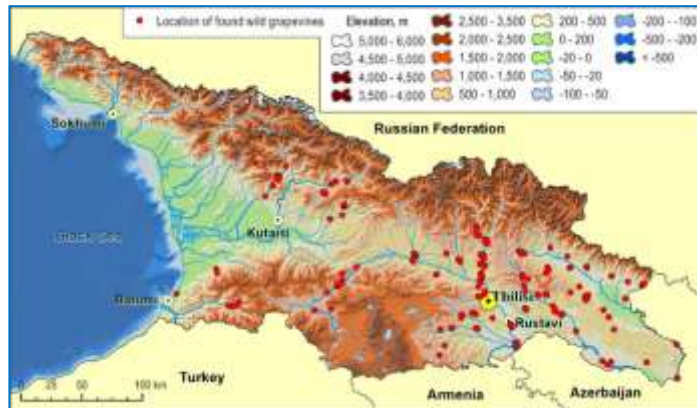 Location of found wild grapevines
Elevation, m
5,000 - 6,000
4,500 - 5,000
4,000 - 4,500
3,500 - 4,000
2,500 - 3,500
2,000 - 2,500
1,500 - 2,000
1,000 - 1,500
500 - 1,000
200 - 500
0 - 200
-20 - 0
-50 - -20
-100 - -50
-200 - -100
-500 - -200
< -500
Russian Federation
Sokhumi
Black Sea
Kutaisi
Batumi
Tbilisi
Rustavi
0 25 50 100 km
Turkey
Armenia
Azerbaijan